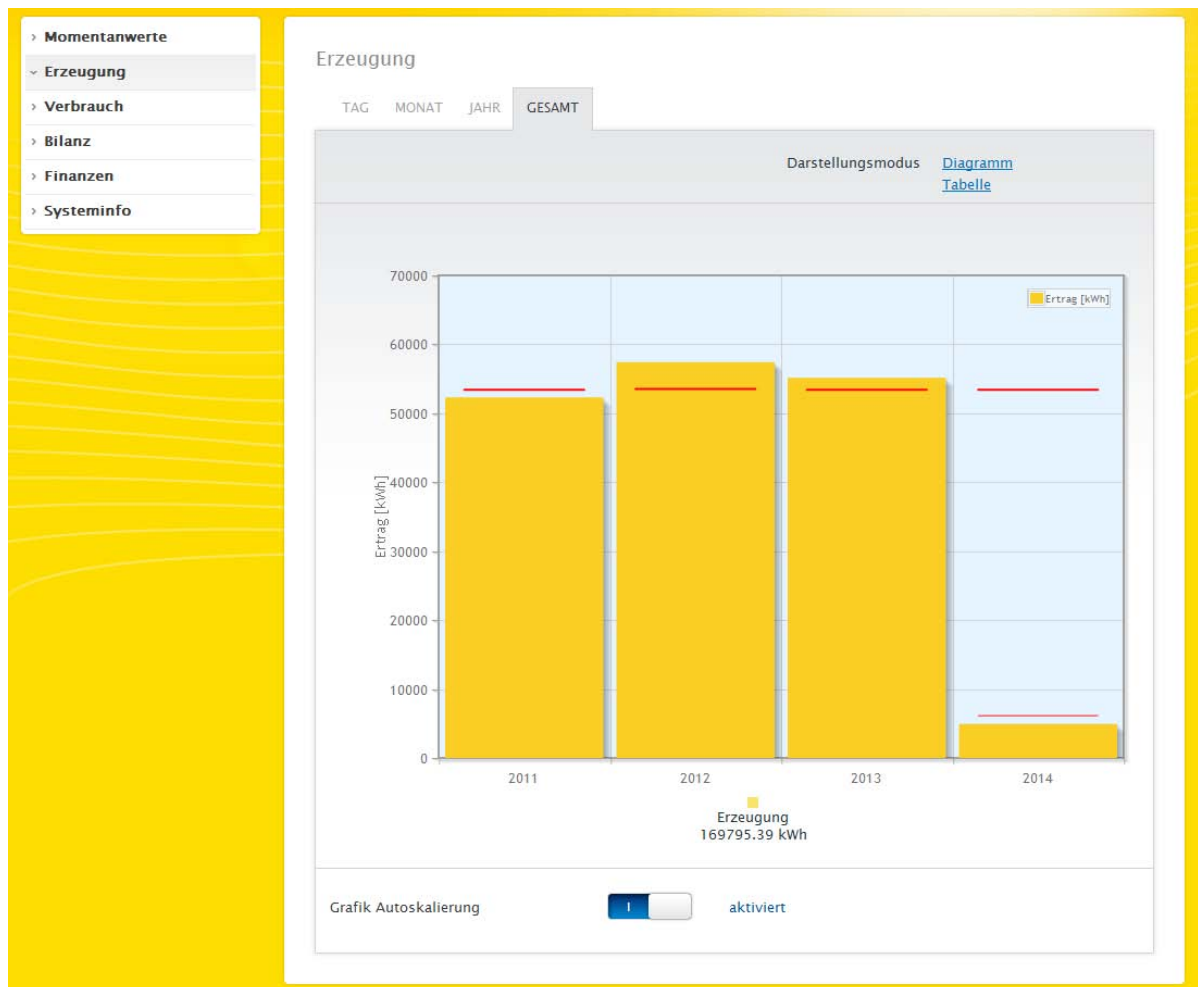 Momentanwerte
Erzeugung
Verbrauch
Bilanz
Finanzen
Systeminfo
Erzeugung
TAG MONAT JAHR GESAMT
Darstellungsmodus Diagramm
Tabelle
70000
60000
50000
40000
30000
20000
10000
0
Ertrag [kWh]
Ertrag [kWh]
2011 2012 2013 2014
Erzeugung
169795.39 kWh
Grafik Autoskalierung I aktiviert